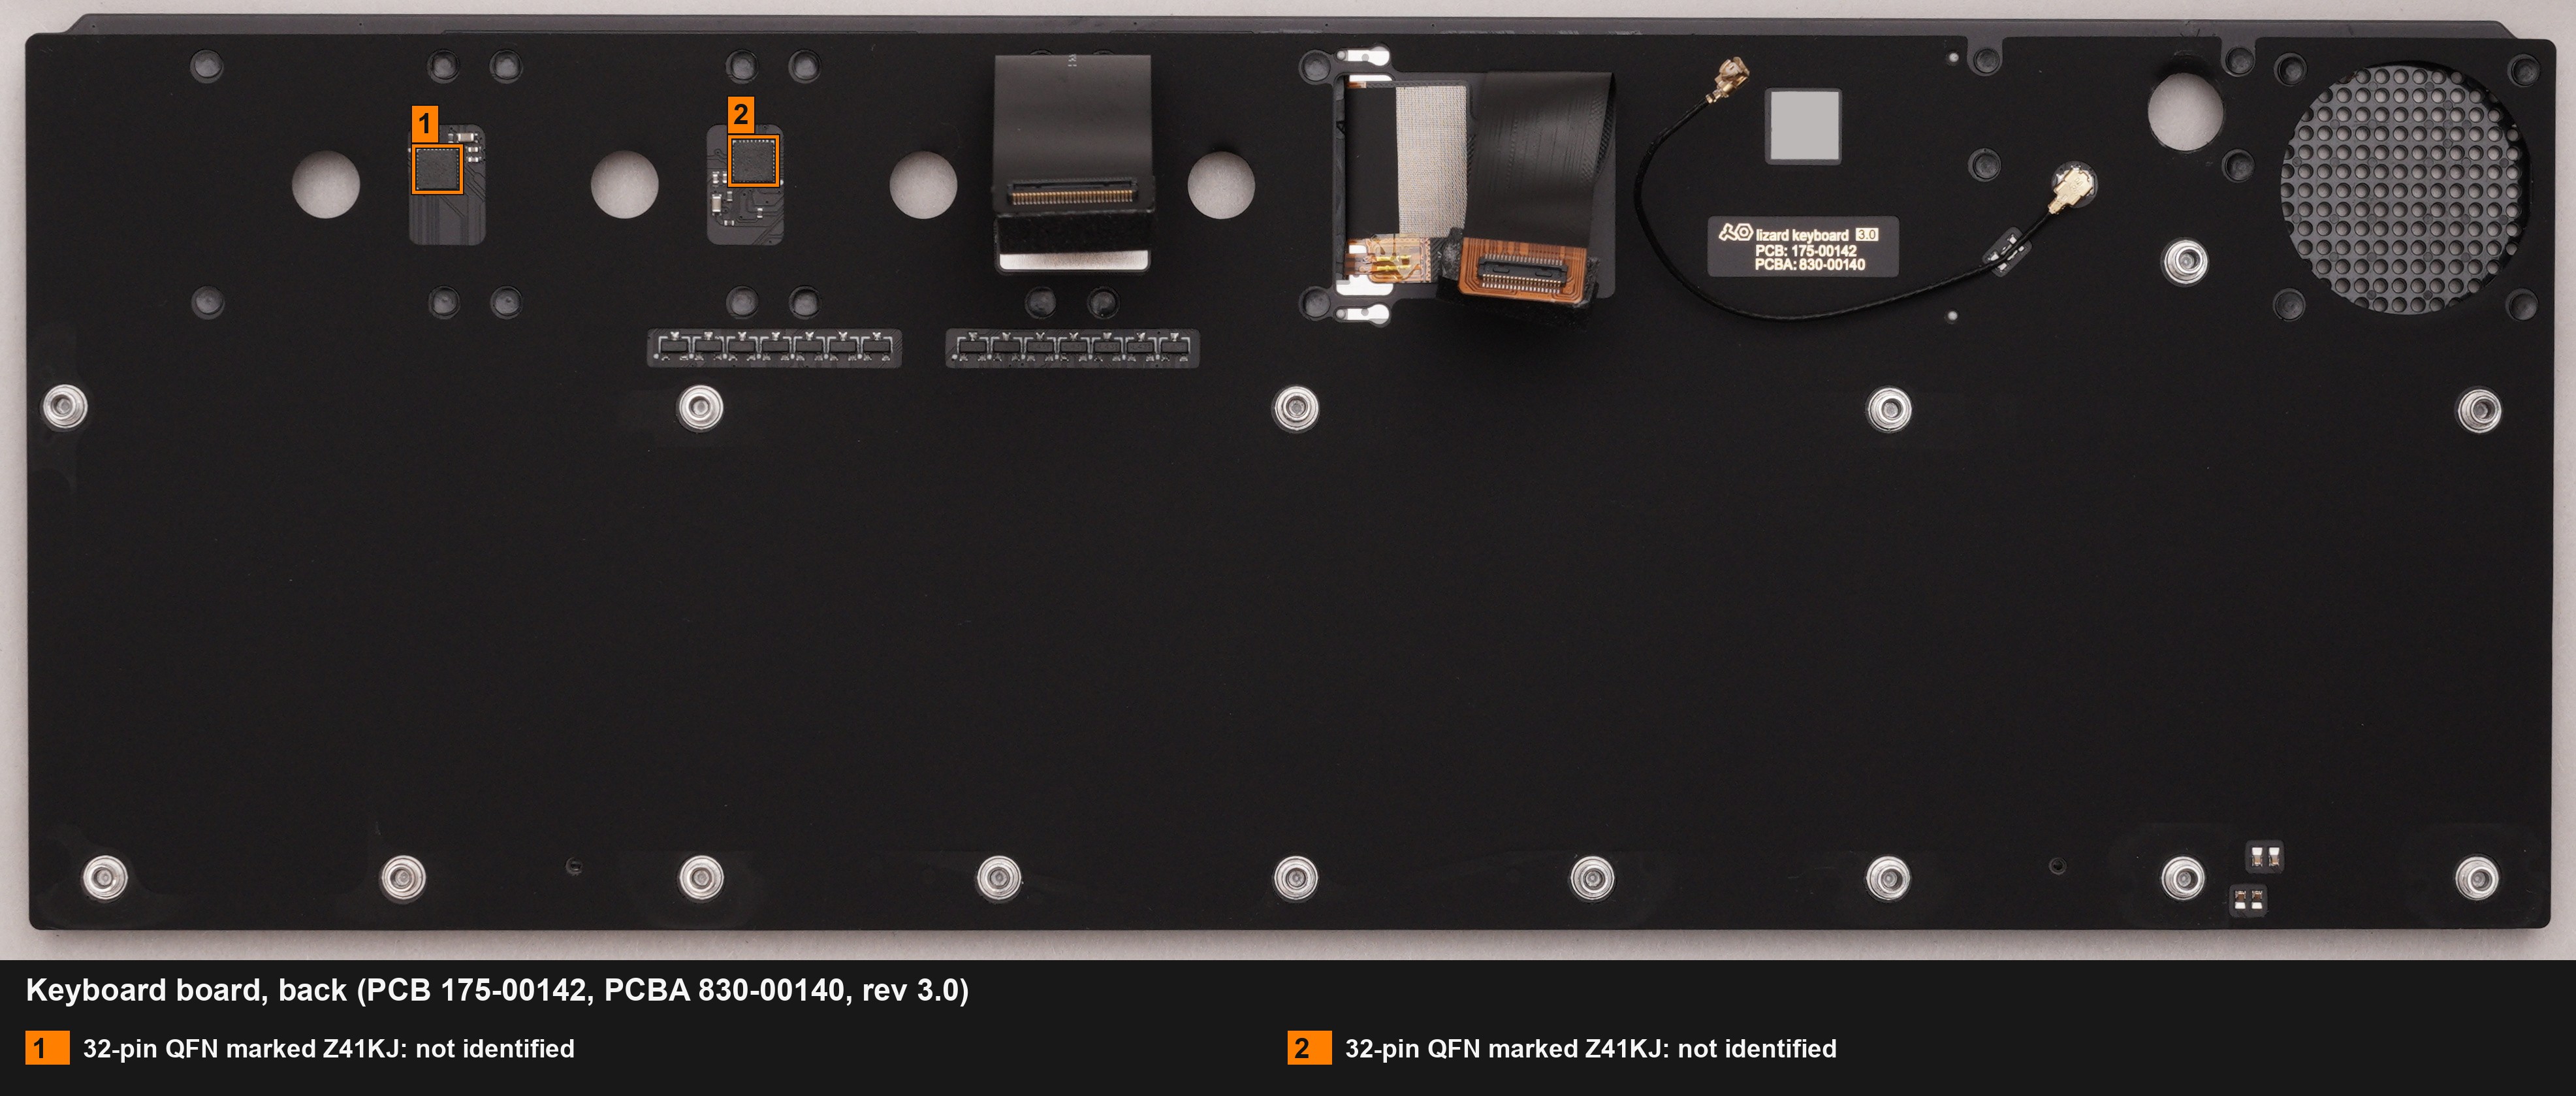 1
2
lizard keyboard 3.0
PCB: 175-00142
PCBA: 830-00140
Keyboard board, back (PCB 175-00142, PCBA 830-00140, rev 3.0)
1 32-pin QFN marked Z41KJ: not identified
2 32-pin QFN marked Z41KJ: not identified